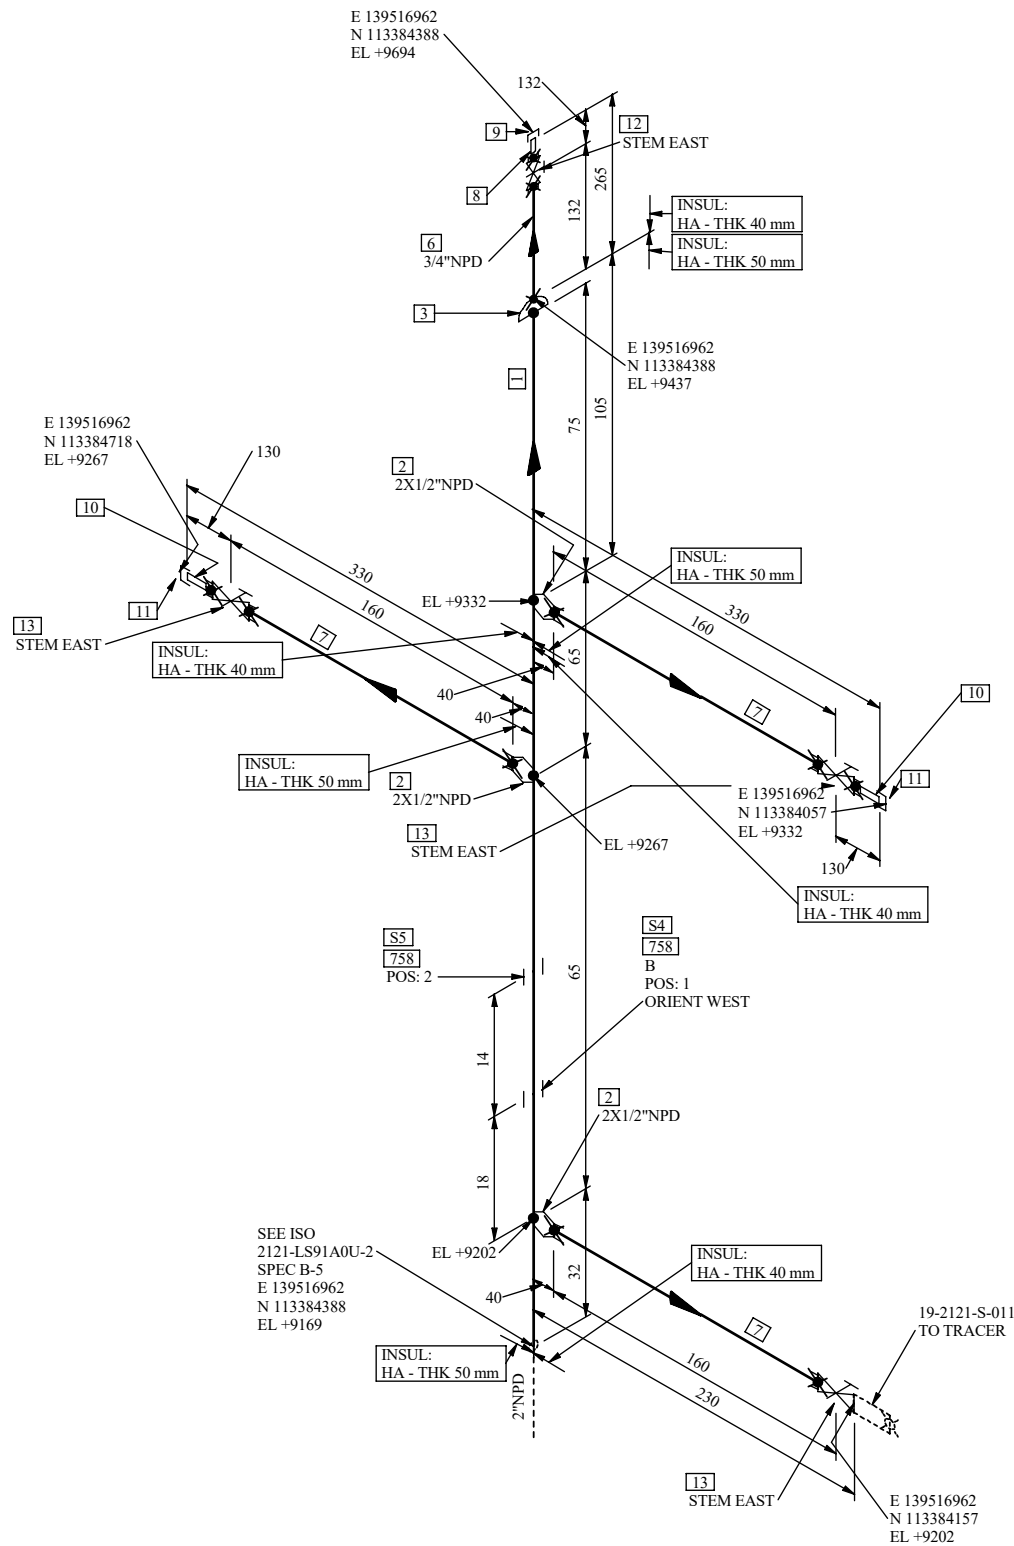 E 139516962
N 113384388
EL +9694
132
9
12
STEM EAST
8
265
132
INSUL:
HA - THK 40 mm
INSUL:
HA - THK 50 mm
6
3/4"NPD
3
E 139516962
N 113384388
EL +9437
1
75
105
E 139516962
N 113384718
EL +9267
130
2
2X1/2"NPD
10
330
160
11
13
STEM EAST
7
INSUL:
HA - THK 40 mm
EL +9332
INSUL:
HA - THK 50 mm
330
160
65
40
40
7
10
11
INSUL:
HA - THK 50 mm
2
2X1/2"NPD
E 139516962
N 113384057
EL +9332
13
STEM EAST
EL +9267
130
INSUL:
HA - THK 40 mm
S5
758
POS: 2
S4
758
B
POS: 1
ORIENT WEST
65
14
2
2X1/2"NPD
18
SEE ISO
2121-LS91A0U-2
SPEC B-5
E 139516962
N 113384388
EL +9169
EL +9202
32
INSUL:
HA - THK 40 mm
40
7
19-2121-S-011
TO TRACER
INSUL:
HA - THK 50 mm
160
230
2"NPD
13
STEM EAST
E 139516962
N 113384157
EL +9202